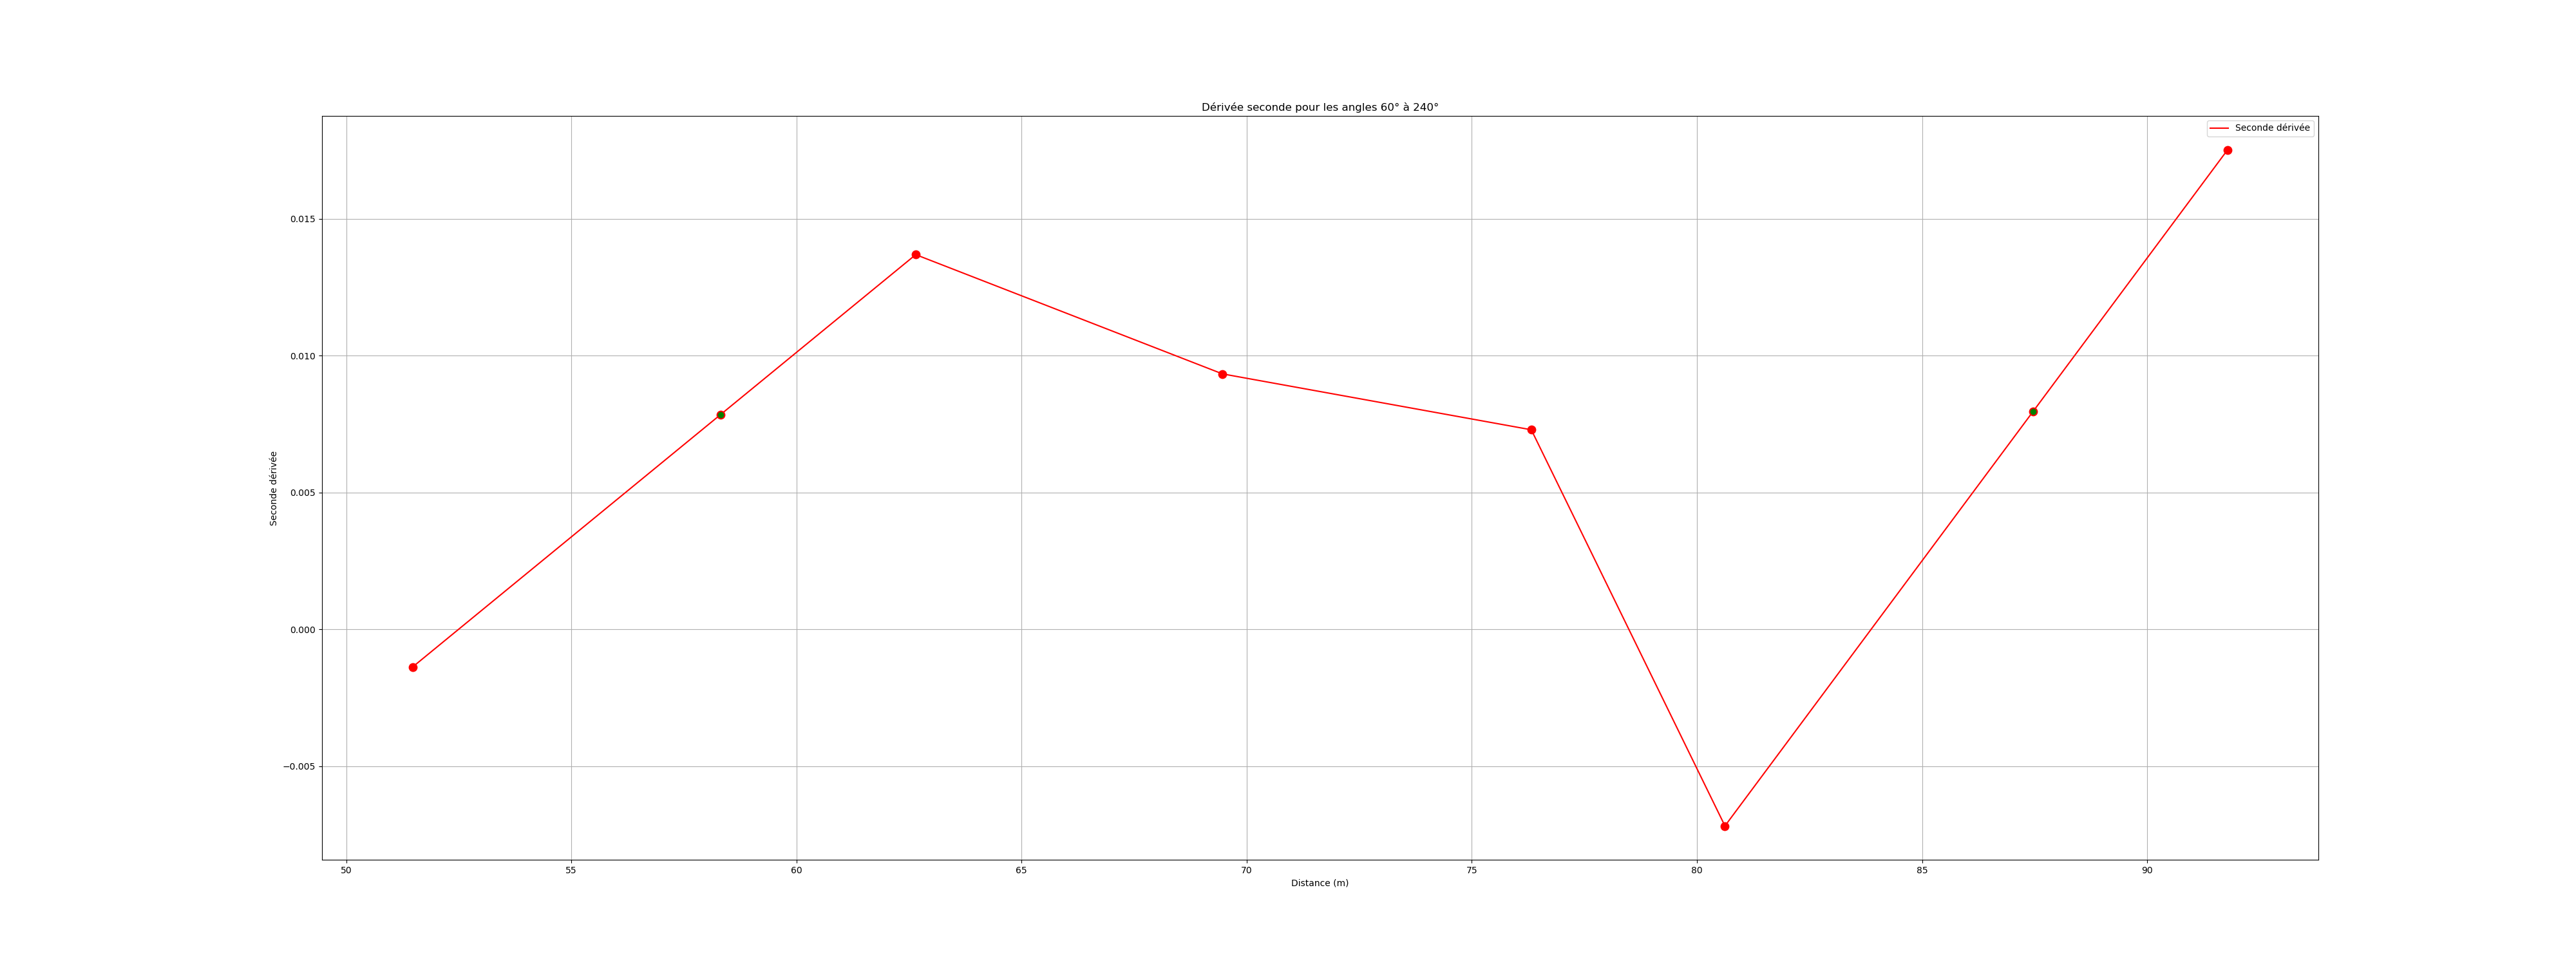 Dérivée seconde pour les angles 60° à 240°
Seconde dérivée
0.015
0.010
0.005
0.000
−0.005
Seconde dérivée
50 55 60 65 70 75 80 85 90
Distance (m)